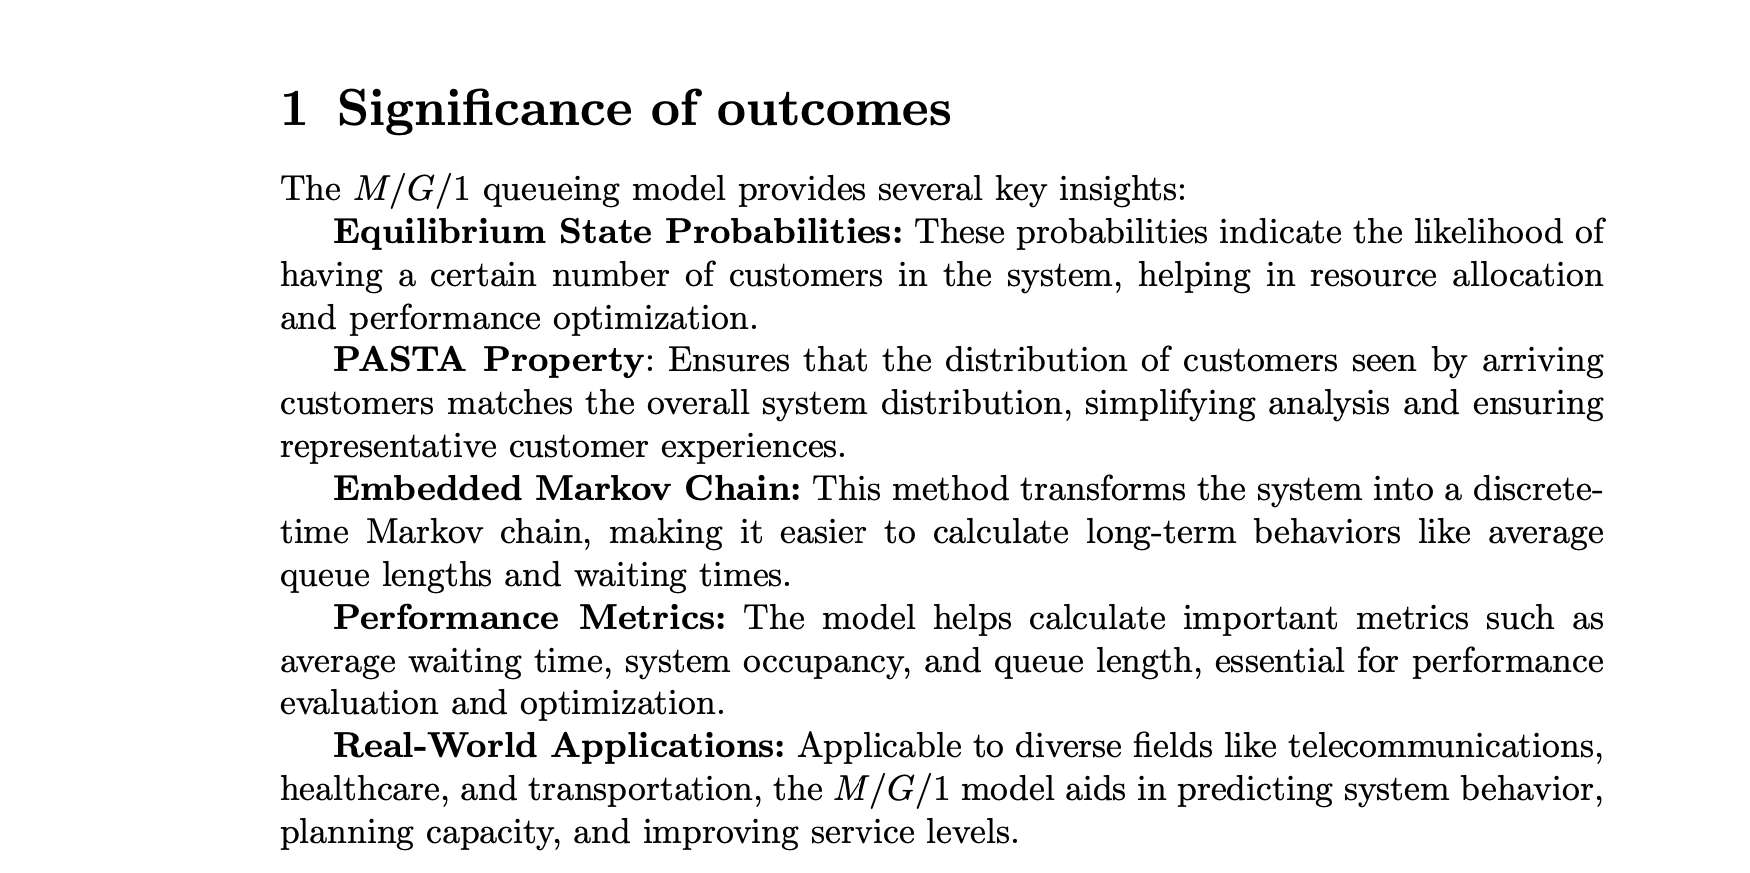 1 Significance of outcomes
The M/G/1 queueing model provides several key insights:
Equilibrium State Probabilities: These probabilities indicate the likelihood of
having a certain number of customers in the system, helping in resource allocation
and performance optimization.
PASTA Property: Ensures that the distribution of customers seen by arriving
customers matches the overall system distribution, simplifying analysis and ensuring
representative customer experiences.
Embedded Markov Chain: This method transforms the system into a discrete-
time Markov chain, making it easier to calculate long-term behaviors like average
queue lengths and waiting times.
Performance Metrics: The model helps calculate important metrics such as
average waiting time, system occupancy, and queue length, essential for performance
evaluation and optimization.
Real-World Applications: Applicable to diverse fields like telecommunications,
healthcare, and transportation, the M/G/1 model aids in predicting system behavior,
planning capacity, and improving service levels.